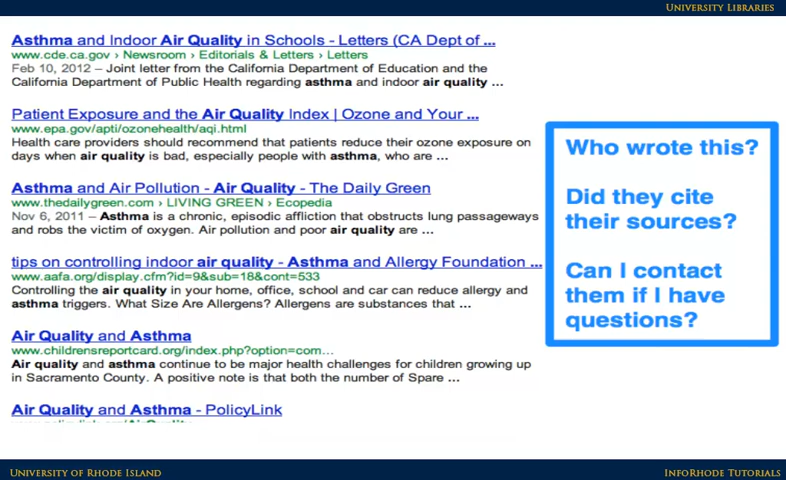 UNIVERSITY LIBRARIES
Asthma and Indoor Air Quality in Schools - Letters (CA Dept of ...
www.cde.ca.gov › Newsroom › Editorials & Letters › Letters
Feb 10, 2012 – Joint letter from the California Department of Education and the
California Department of Public Health regarding asthma and indoor air quality ...
Patient Exposure and the Air Quality Index | Ozone and Your ...
www.epa.gov/apti/ozonehealth/aqi.html
Health care providers should recommend that patients reduce their ozone exposure on
days when air quality is bad, especially people with asthma, who are ...
Asthma and Air Pollution - Air Quality - The Daily Green
www.thedailygreen.com › LIVING GREEN › Ecopedia
Nov 6, 2011 – Asthma is a chronic, episodic affliction that obstructs lung passageways
and robs the victim of oxygen. Air pollution and poor air quality are ...
tips on controlling indoor air quality - Asthma and Allergy Foundation ...
www.aafa.org/display.cfm?id=9&sub=18&cont=533
Controlling the air quality in your home, office, school and car can reduce allergy and
asthma triggers. What Size Are Allergens? Allergens are substances that ...
Air Quality and Asthma
www.childrensreportcard.org/index.php?option=com...
Air quality and asthma continue to be major health challenges for children growing up
in Sacramento County. A positive note is that both the number of Spare ...
Air Quality and Asthma - PolicyLink
Who wrote this?
Did they cite
their sources?
Can I contact
them if I have
questions?
UNIVERSITY OF RHODE ISLAND
INFORHODE TUTORIALS